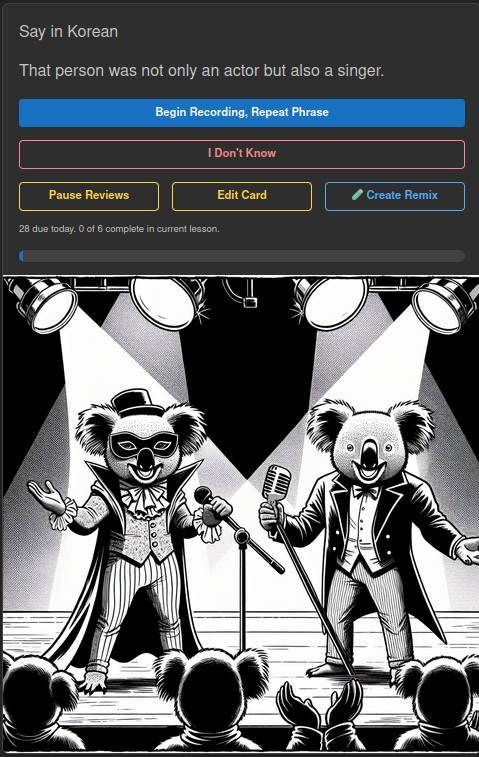 Say in Korean
That person was not only an actor but also a singer.
Begin Recording, Repeat Phrase
I Don't Know
Pause Reviews
Edit Card
🧪 Create Remix
28 due today. 0 of 6 complete in current lesson.